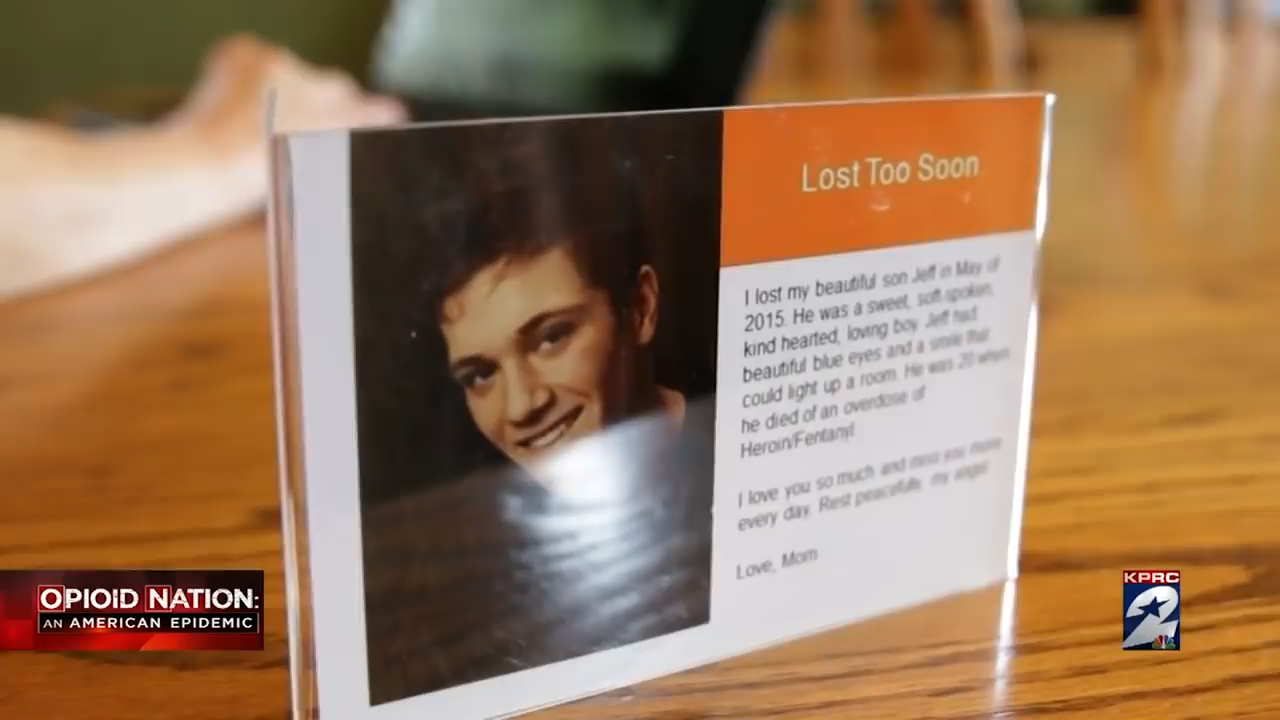 Lost Too Soon
I lost my beautiful son Jeff in May of
2015. He was a sweet, soft-spoken,
kind hearted, loving boy. Jeff had
beautiful blue eyes and a smile that
could light up a room. He was 20 when
he died of an overdose of
Heroin/Fentanyl
I love you so much and miss you more
every day. Rest peacefully, my angel
Love, Mom
OPIOID NATION:
AN AMERICAN EPIDEMIC
KPRC
2